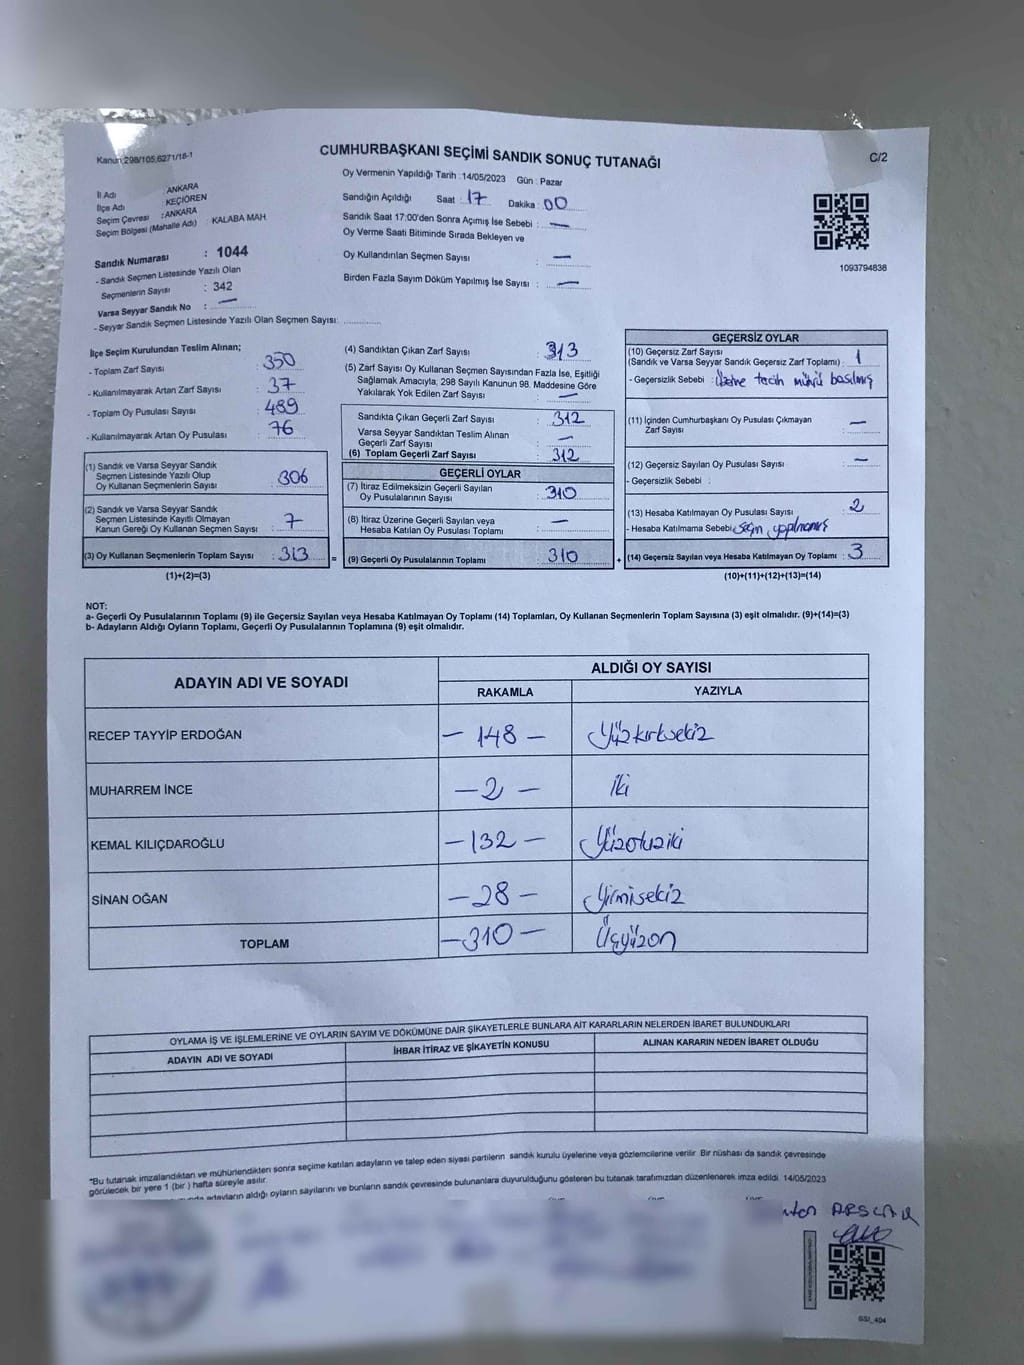 Kanun 298/105,6271/18-1
CUMHURBAŞKANI SEÇİMİ SANDIK SONUÇ TUTANAĞI
C/2
İl Adı : ANKARA
İlçe Adı : KEÇİÖREN
Seçim Çevresi : ANKARA
Seçim Bölgesi (Mahalle Adı) KALABA MAH.
Sandık Numarası : 1044
- Sandık Seçmen Listesinde Yazılı Olan
Seçmenlerin Sayısı : 342
Varsa Seyyar Sandık No : —
- Seyyar Sandık Seçmen Listesinde Yazılı Olan Seçmen Sayısı:
Oy Vermenin Yapıldığı Tarih : 14/05/2023 Gün : Pazar
Sandığın Açıldığı Saat : 17 Dakika : 00
Sandık Saat 17:00'den Sonra Açımış İse Sebebi : —
Oy Verme Saati Bitiminde Sırada Bekleyen ve
Oy Kullandırılan Seçmen Sayısı —
Birden Fazla Sayım Döküm Yapılmış İse Sayısı : —
1093794836
İlçe Seçim Kurulundan Teslim Alınan;
- Toplam Zarf Sayısı : 350
- Kullanılmayarak Artan Zarf Sayısı : 37
- Toplam Oy Pusulası Sayısı : 489
- Kullanılmayarak Artan Oy Pusulası : 76
(1) Sandık ve Varsa Seyyar Sandık
Seçmen Listesinde Yazılı Olup
Oy Kullanan Seçmenlerin Sayısı : 306
(2) Sandık ve Varsa Seyyar Sandık
Seçmen Listesinde Kayıtlı Olmayan
Kanun Gereği Oy Kullanan Seçmen Sayısı : 7
(3) Oy Kullanan Seçmenlerin Toplam Sayısı : 313
(1)+(2)=(3)
(4) Sandıktan Çıkan Zarf Sayısı : 313
(5) Zarf Sayısı Oy Kullanan Seçmen Sayısından Fazla İse, Eşitliği
Sağlamak Amacıyla, 298 Sayılı Kanunun 98. Maddesine Göre
Yakılarak Yok Edilen Zarf Sayısı : —
Sandıkta Çıkan Geçerli Zarf Sayısı : 312
Varsa Seyyar Sandıktan Teslim Alınan
Geçerli Zarf Sayısı : —
(6) Toplam Geçerli Zarf Sayısı : 312
GEÇERLİ OYLAR
(7) İtiraz Edilmeksizin Geçerli Sayılan
Oy Pusulalarının Sayısı : 310
(8) İtiraz Üzerine Geçerli Sayılan veya
Hesaba Katılan Oy Pusulası Toplamı : —
= (9) Gecerli Oy Pusulalarının Toplamı : 310
GEÇERSİZ OYLAR
(10) Geçersiz Zarf Sayısı
(Sandık ve Varsa Seyyar Sandık Geçersiz Zarf Toplamı) : 1
- Geçersizlik Sebebi : Üzerine tercih mührü basılmış
(11) İçinden Cumhurbaşkanı Oy Pusulası Çıkmayan
Zarf Sayısı : —
(12) Geçersiz Sayılan Oy Pusulası Sayısı : —
- Geçersizlik Sebebi :
(13) Hesaba Katılmayan Oy Pusulası Sayısı : 2
- Hesaba Katılmama Sebebi : Seçim yapılmamış
+ (14) Geçersiz Sayılan veya Hesaba Katılmayan Oy Toplamı : 3
(10)+(11)+(12)+(13)=(14)
NOT:
a- Geçerli Oy Pusulalarının Toplamı (9) ile Geçersiz Sayılan veya Hesaba Katılmayan Oy Toplamı (14) Toplamları, Oy Kullanan Seçmenlerin Toplam Sayısına (3) eşit olmalıdır. (9)+(14)=(3)
b- Adayların Aldığı Oyların Toplamı, Geçerli Oy Pusulalarının Toplamına (9) eşit olmalıdır.
ADAYIN ADI VE SOYADI ALDIĞI OY SAYISI
RAKAMLA YAZIYLA
RECEP TAYYİP ERDOĞAN – 148 – Yüzkırksekiz
MUHARREM İNCE – 2 – İki
KEMAL KILIÇDAROĞLU – 132 – Yüzotuziki
SİNAN OĞAN – 28 – Yirmisekiz
TOPLAM – 310 – Üçyüzon
OYLAMA İŞ VE İŞLEMLERİNE VE OYLARIN SAYIM VE DÖKÜMÜNE DAİR ŞİKAYETLERLE BUNLARA AİT KARARLARIN NELERDEN İBARET BULUNDUKLARI
ADAYIN ADI VE SOYADI İHBAR İTİRAZ VE ŞİKAYETİN KONUSU ALINAN KARARIN NEDEN İBARET OLDUĞU
"Bu tutanak imzalandıktan ve mühürlendikten sonra seçime katılan adayların ve talep eden siyasi partilerin sandık kurulu üyelerine veya gözlemcilerine verilir. Bir nüshası da sandık çevresinde
görülecek bir yere 1 (bir) hafta süreyle asılır.
adayların aldığı oyların sayılarını ve bunların sandık çevresinde bulunanlara duyurulduğunu gösteren bu tutanak tarafımızdan düzenlenerek imza edildi 14/05/2023
ARSLAN
GSI_404